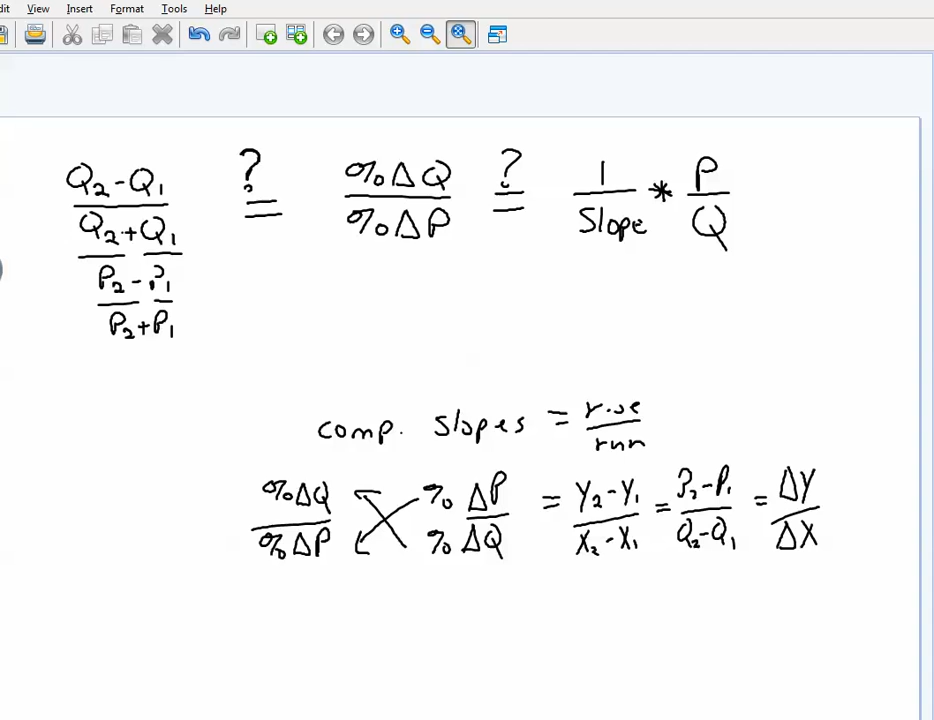 dit View Insert Format Tools Help
Q₂-Q₁ / Q₂+Q₁ / P₂-P₁ / P₂+P₁ ?= %ΔQ / %ΔP ?= 1 / Slope * P / Q
comp. slopes = rise / run
%ΔQ / %ΔP % ΔP / % ΔQ = Y₂-Y₁ / X₂-X₁ = P₂-P₁ / Q₂-Q₁ = ΔY / ΔX